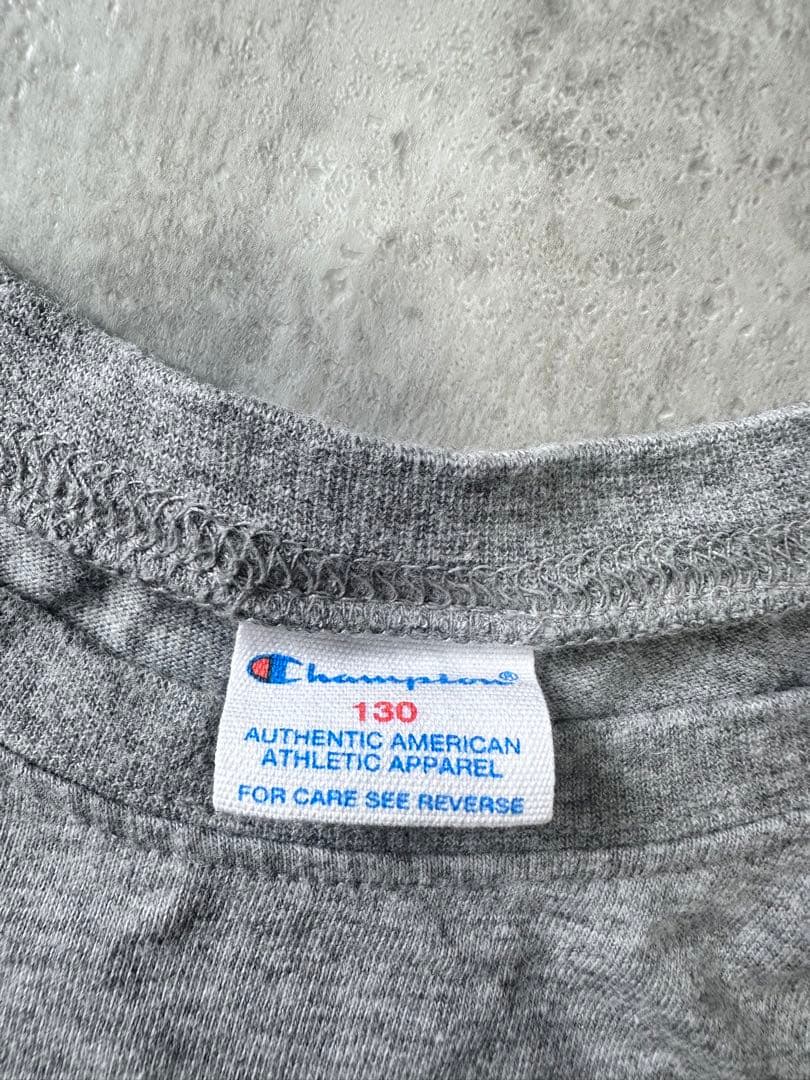 Champion®
130
AUTHENTIC AMERICAN
ATHLETIC APPAREL
FOR CARE SEE REVERSE